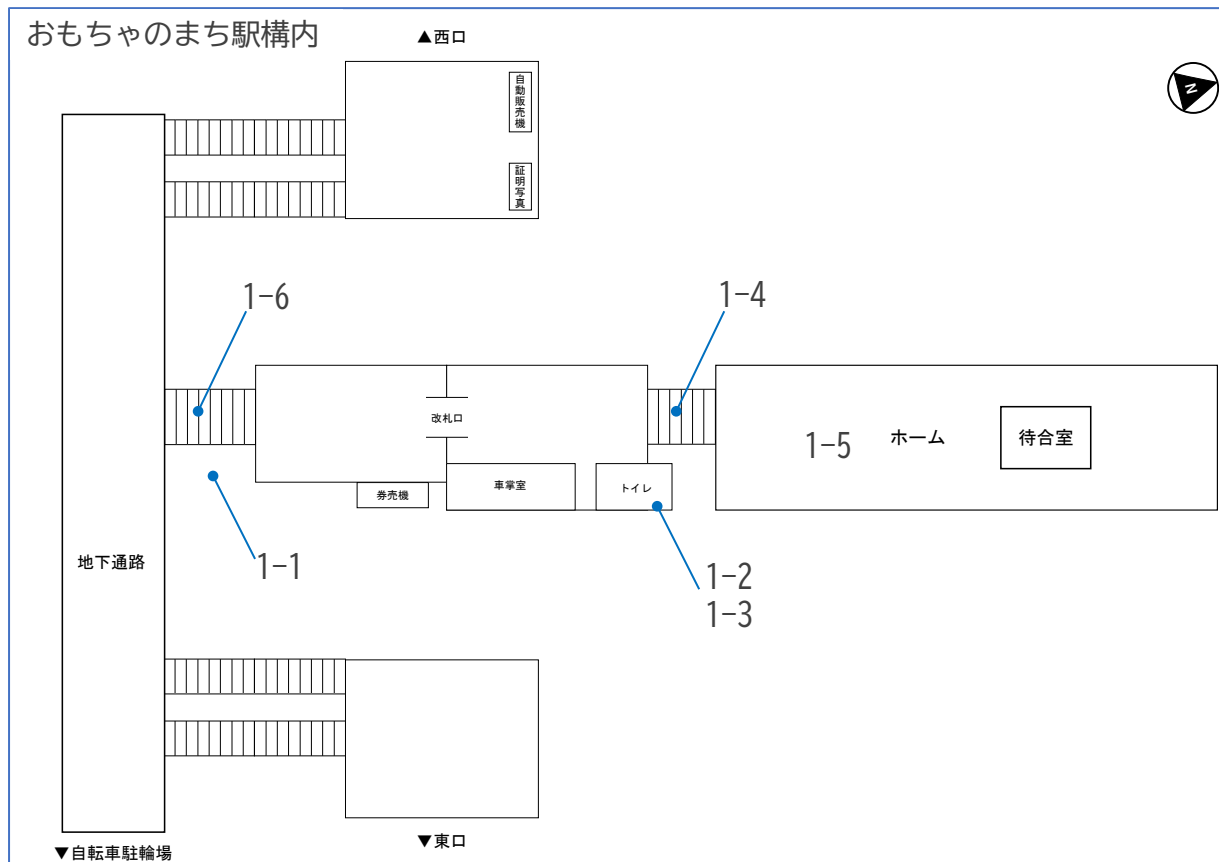 おもちゃのまち駅構内
▲西口
自動販売機
N
証明写真
1-6
1-4
改札口
1-5
ホーム
待合室
車掌室
トイレ
券売機
地下通路
1-1
1-2
1-3
▼東口
▼自転車駐輪場